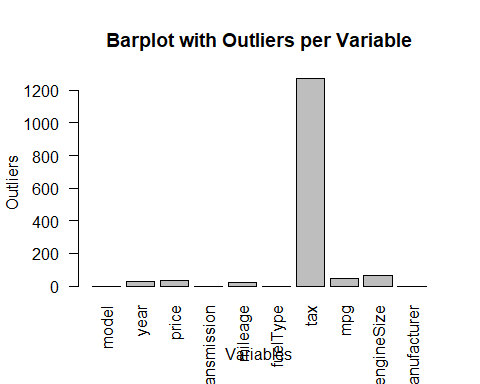 Barplot with Outliers per Variable
Outliers
1200
1000
800
600
400
200
0
model
year
price
ansmission
mileage
fuelType
tax
mpg
engineSize
anufacturer
Variables